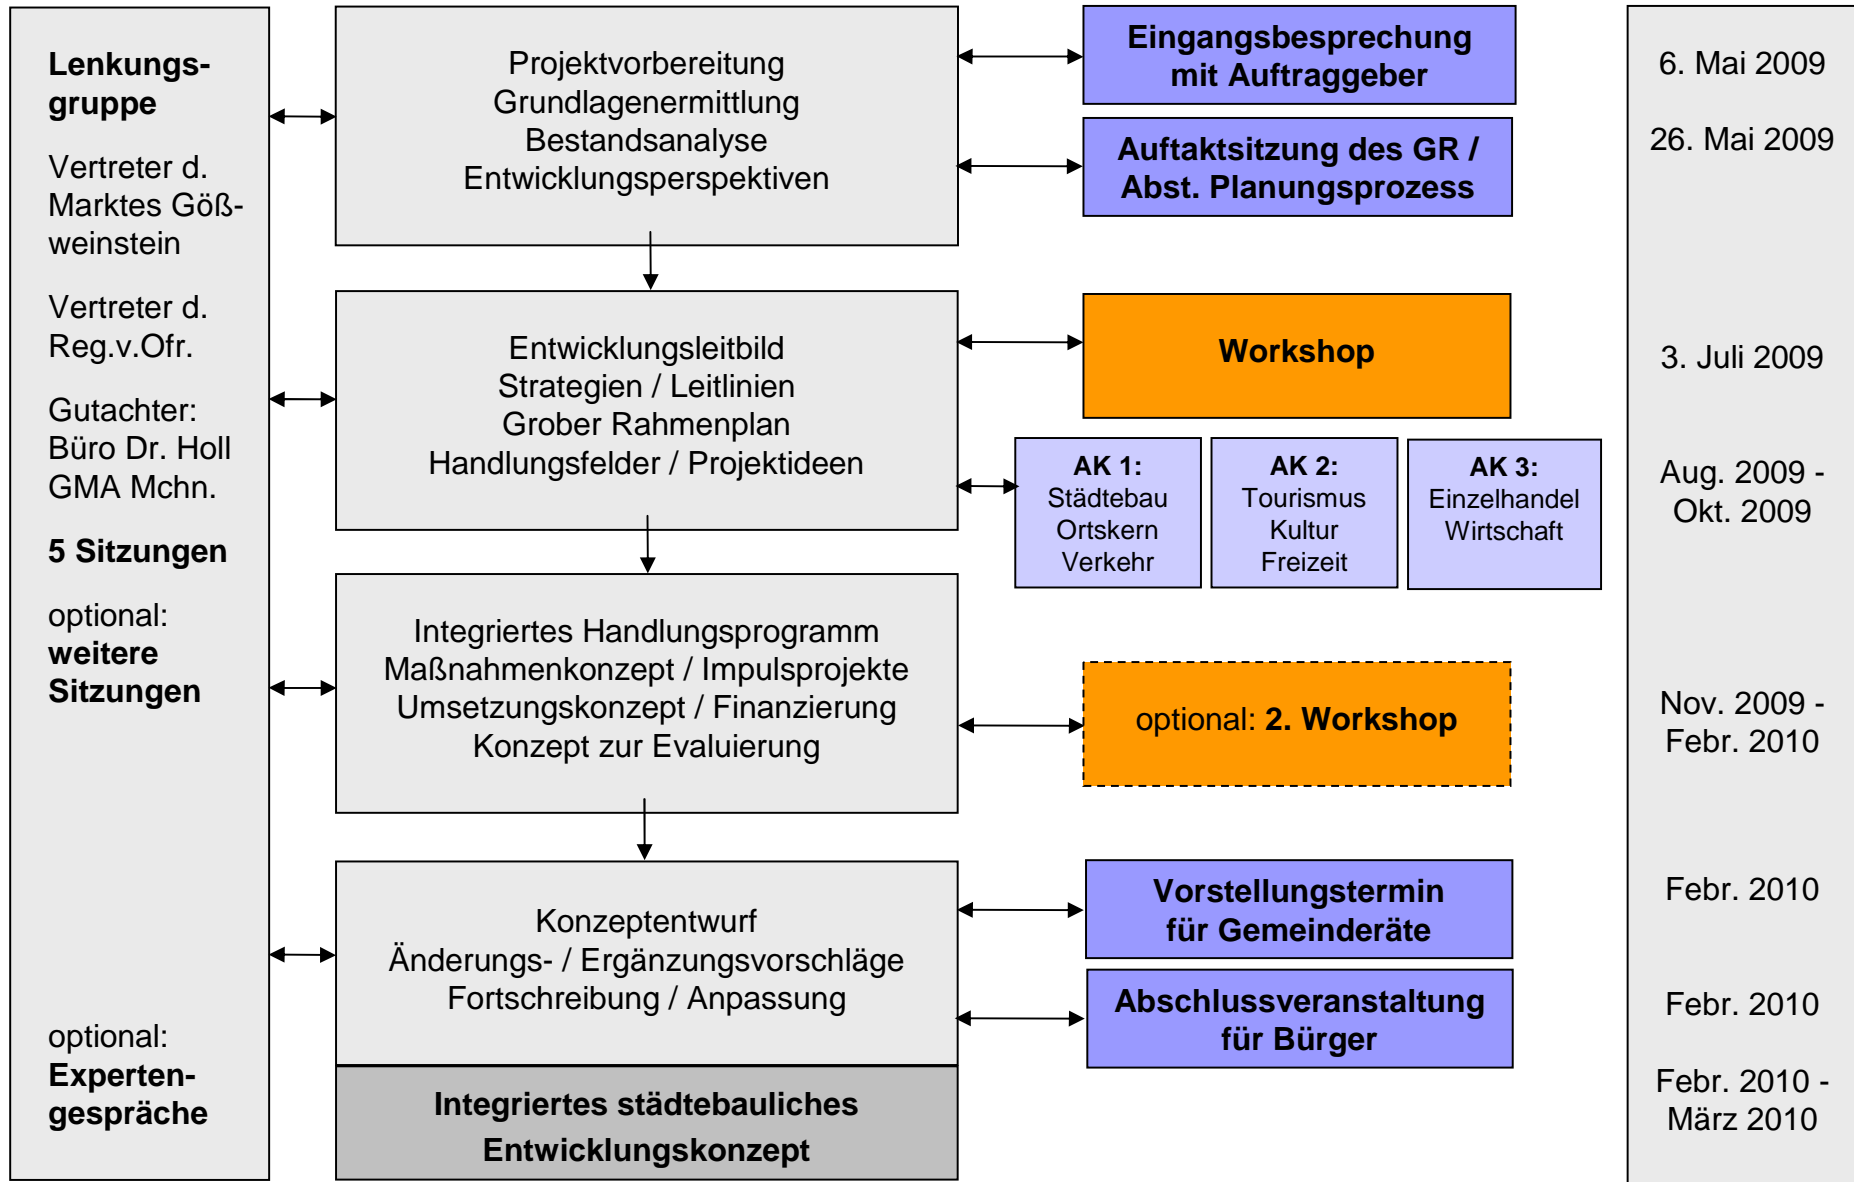 Lenkungs-
gruppe
Vertreter d.
Marktes Göß-
weinstein
Vertreter d.
Reg.v.Ofr.
Gutachter:
Büro Dr. Holl
GMA Mchn.
5 Sitzungen
optional:
weitere
Sitzungen
optional:
Experten-
gespräche
Projektvorbereitung
Grundlagenermittlung
Bestandsanalyse
Entwicklungsperspektiven
Eingangsbesprechung
mit Auftraggeber
Auftaktsitzung des GR /
Abst. Planungsprozess
Entwicklungsleitbild
Strategien / Leitlinien
Grober Rahmenplan
Handlungsfelder / Projektideen
Workshop
AK 1:
Städtebau
Ortskern
Verkehr
AK 2:
Tourismus
Kultur
Freizeit
AK 3:
Einzelhandel
Wirtschaft
Integriertes Handlungsprogramm
Maßnahmenkonzept / Impulsprojekte
Umsetzungskonzept / Finanzierung
Konzept zur Evaluierung
optional: 2. Workshop
Konzeptentwurf
Änderungs- / Ergänzungsvorschläge
Fortschreibung / Anpassung
Vorstellungstermin
für Gemeinderäte
Abschlussveranstaltung
für Bürger
Integriertes städtebauliches
Entwicklungskonzept
6. Mai 2009
26. Mai 2009
3. Juli 2009
Aug. 2009 -
Okt. 2009
Nov. 2009 -
Febr. 2010
Febr. 2010
Febr. 2010
Febr. 2010 -
März 2010